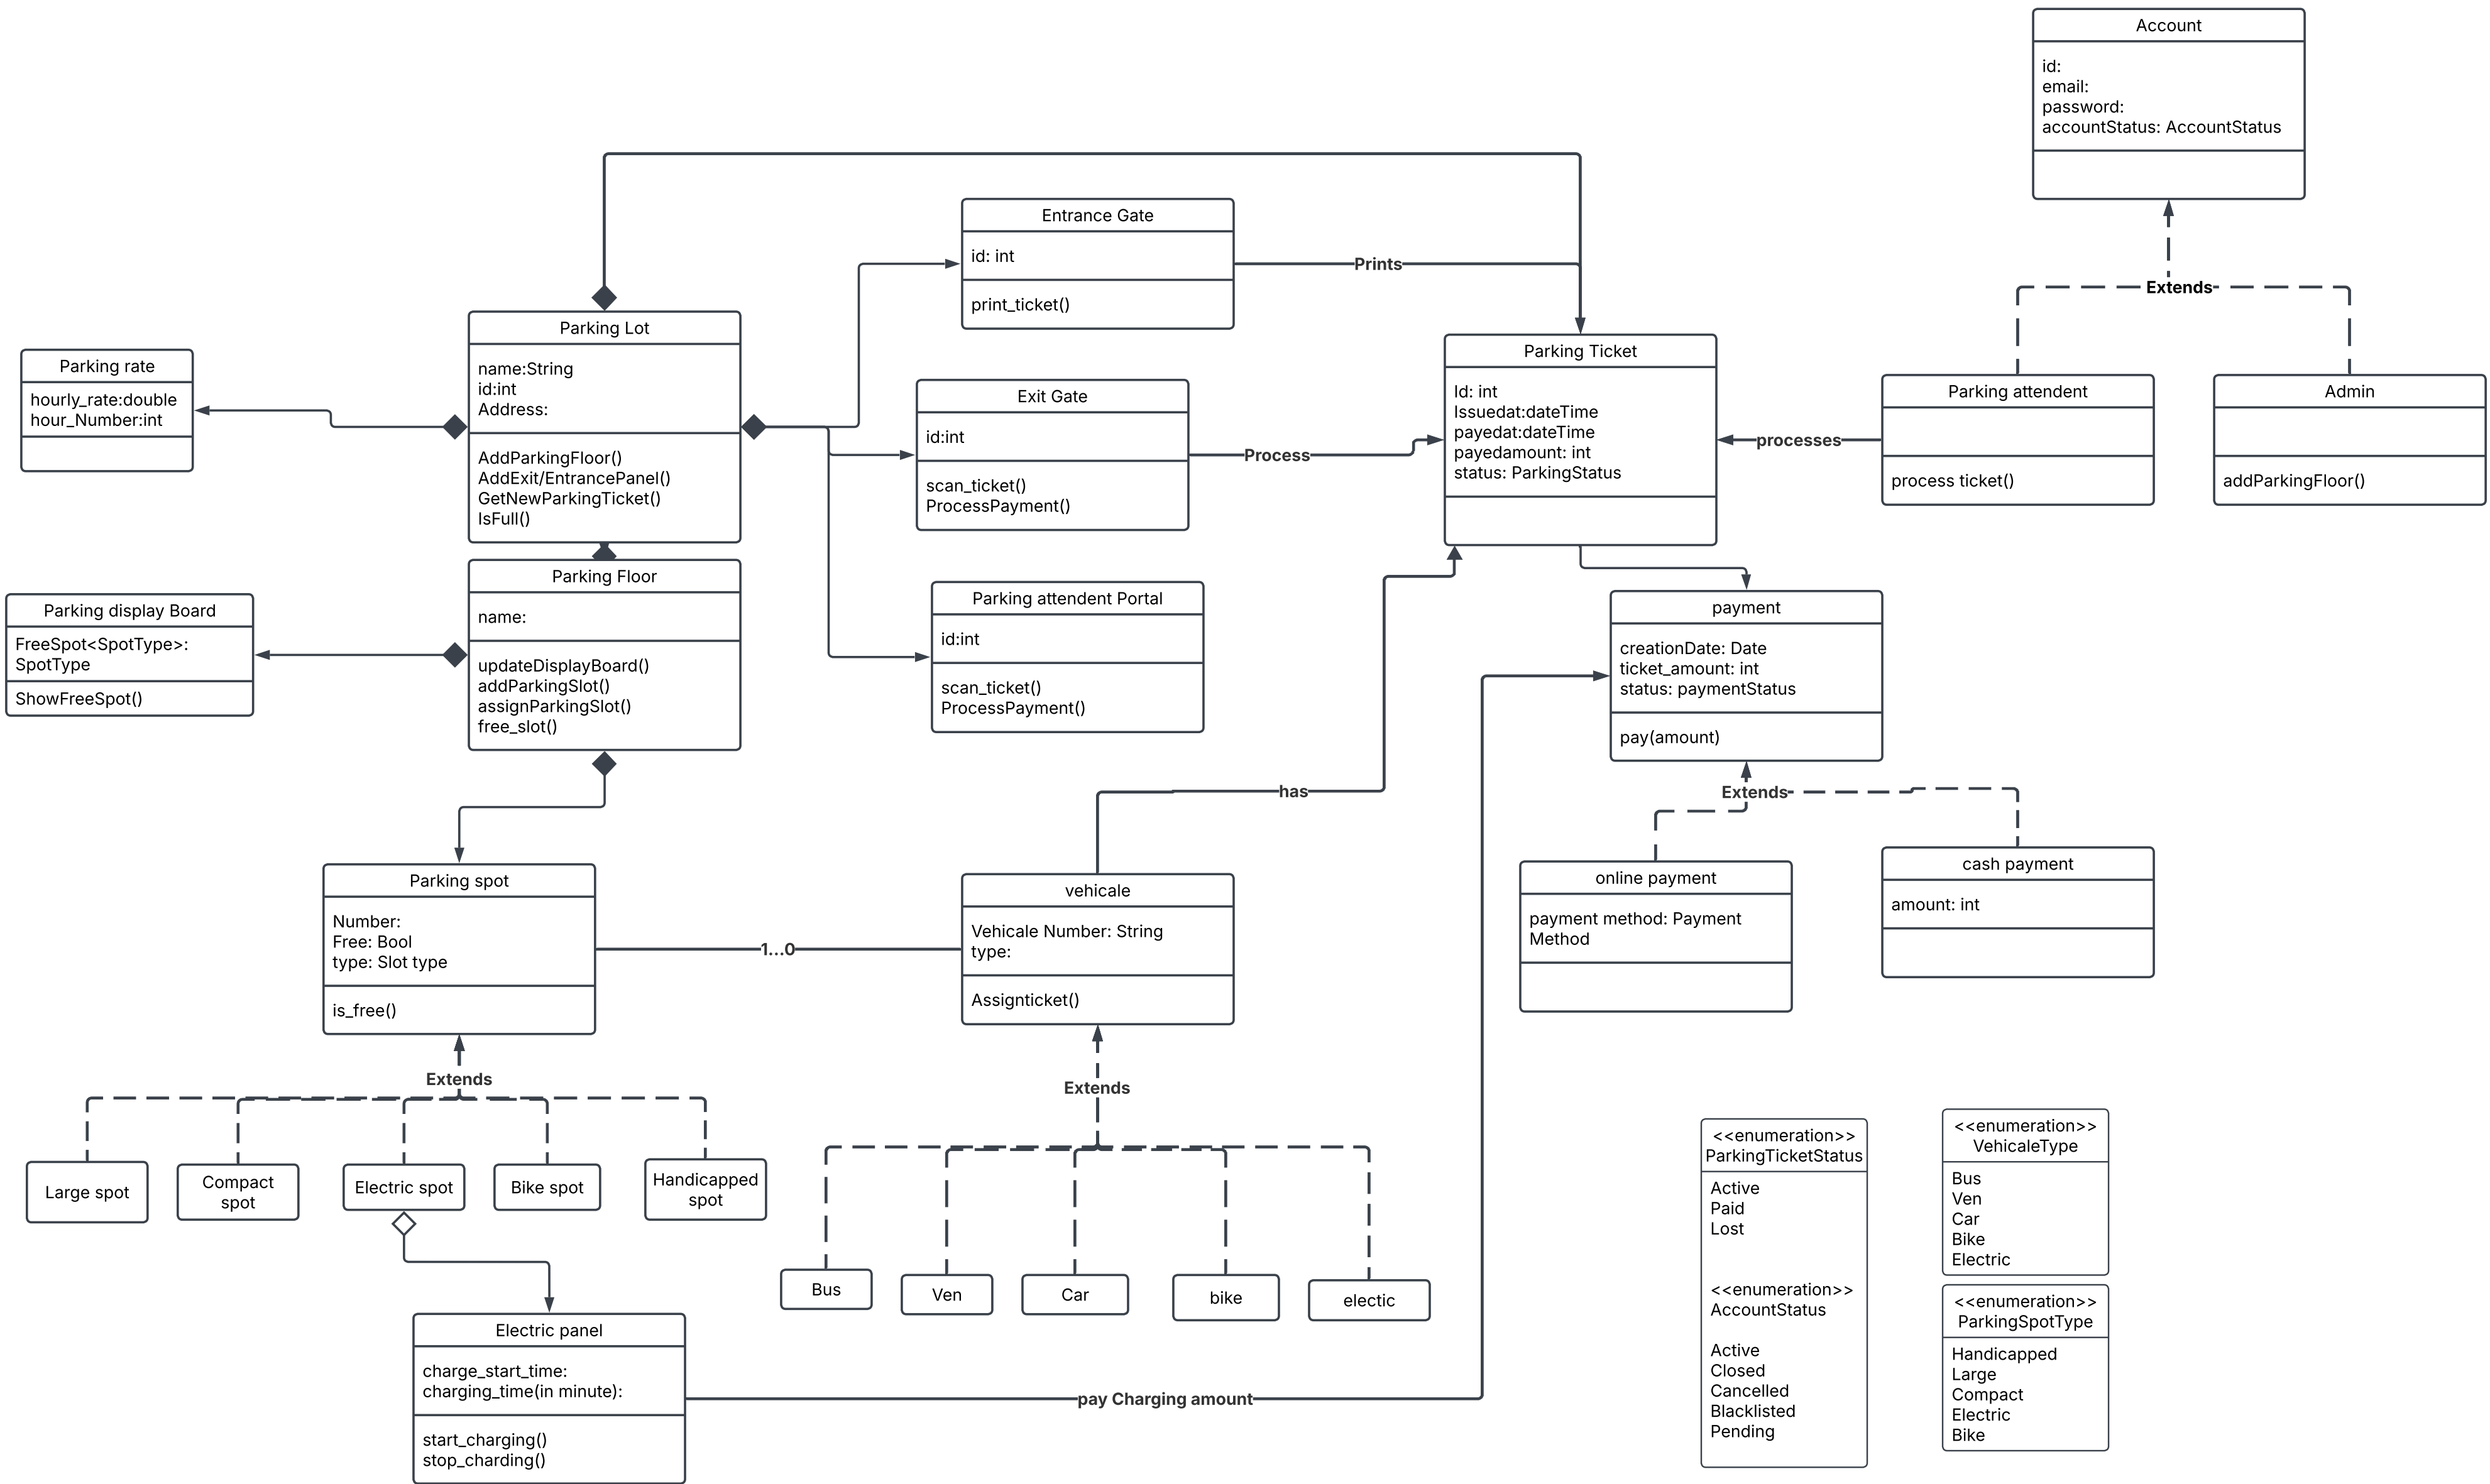 Account
id:
email:
password:
accountStatus: AccountStatus
Extends
Parking attendent
process ticket()
Admin
addParkingFloor()
Entrance Gate
id: int
print_ticket()
Prints
Parking Lot
name:String
id:int
Address:
AddParkingFloor()
AddExit/EntrancePanel()
GetNewParkingTicket()
IsFull()
Parking rate
hourly_rate:double
hour_Number:int
Exit Gate
id:int
scan_ticket()
ProcessPayment()
Process
Parking Ticket
Id: int
Issuedat:dateTime
payedat:dateTime
payedamount: int
status: ParkingStatus
processes
Parking Floor
name:
updateDisplayBoard()
addParkingSlot()
assignParkingSlot()
free_slot()
Parking display Board
FreeSpot<SpotType>:
SpotType
ShowFreeSpot()
Parking attendent Portal
id:int
scan_ticket()
ProcessPayment()
payment
creationDate: Date
ticket_amount: int
status: paymentStatus
pay(amount)
has
Extends
online payment
payment method: Payment
Method
cash payment
amount: int
Parking spot
Number:
Free: Bool
type: Slot type
is_free()
1...0
vehicale
Vehicale Number: String
type:
Assignticket()
Extends
Large spot
Compact
spot
Electric spot
Bike spot
Handicapped
spot
Extends
Bus
Ven
Car
bike
electic
Electric panel
charge_start_time:
charging_time(in minute):
start_charging()
stop_charding()
pay Charging amount
<<enumeration>>
ParkingTicketStatus
Active
Paid
Lost
<<enumeration>>
AccountStatus
Active
Closed
Cancelled
Blacklisted
Pending
<<enumeration>>
VehicaleType
Bus
Ven
Car
Bike
Electric
<<enumeration>>
ParkingSpotType
Handicapped
Large
Compact
Electric
Bike